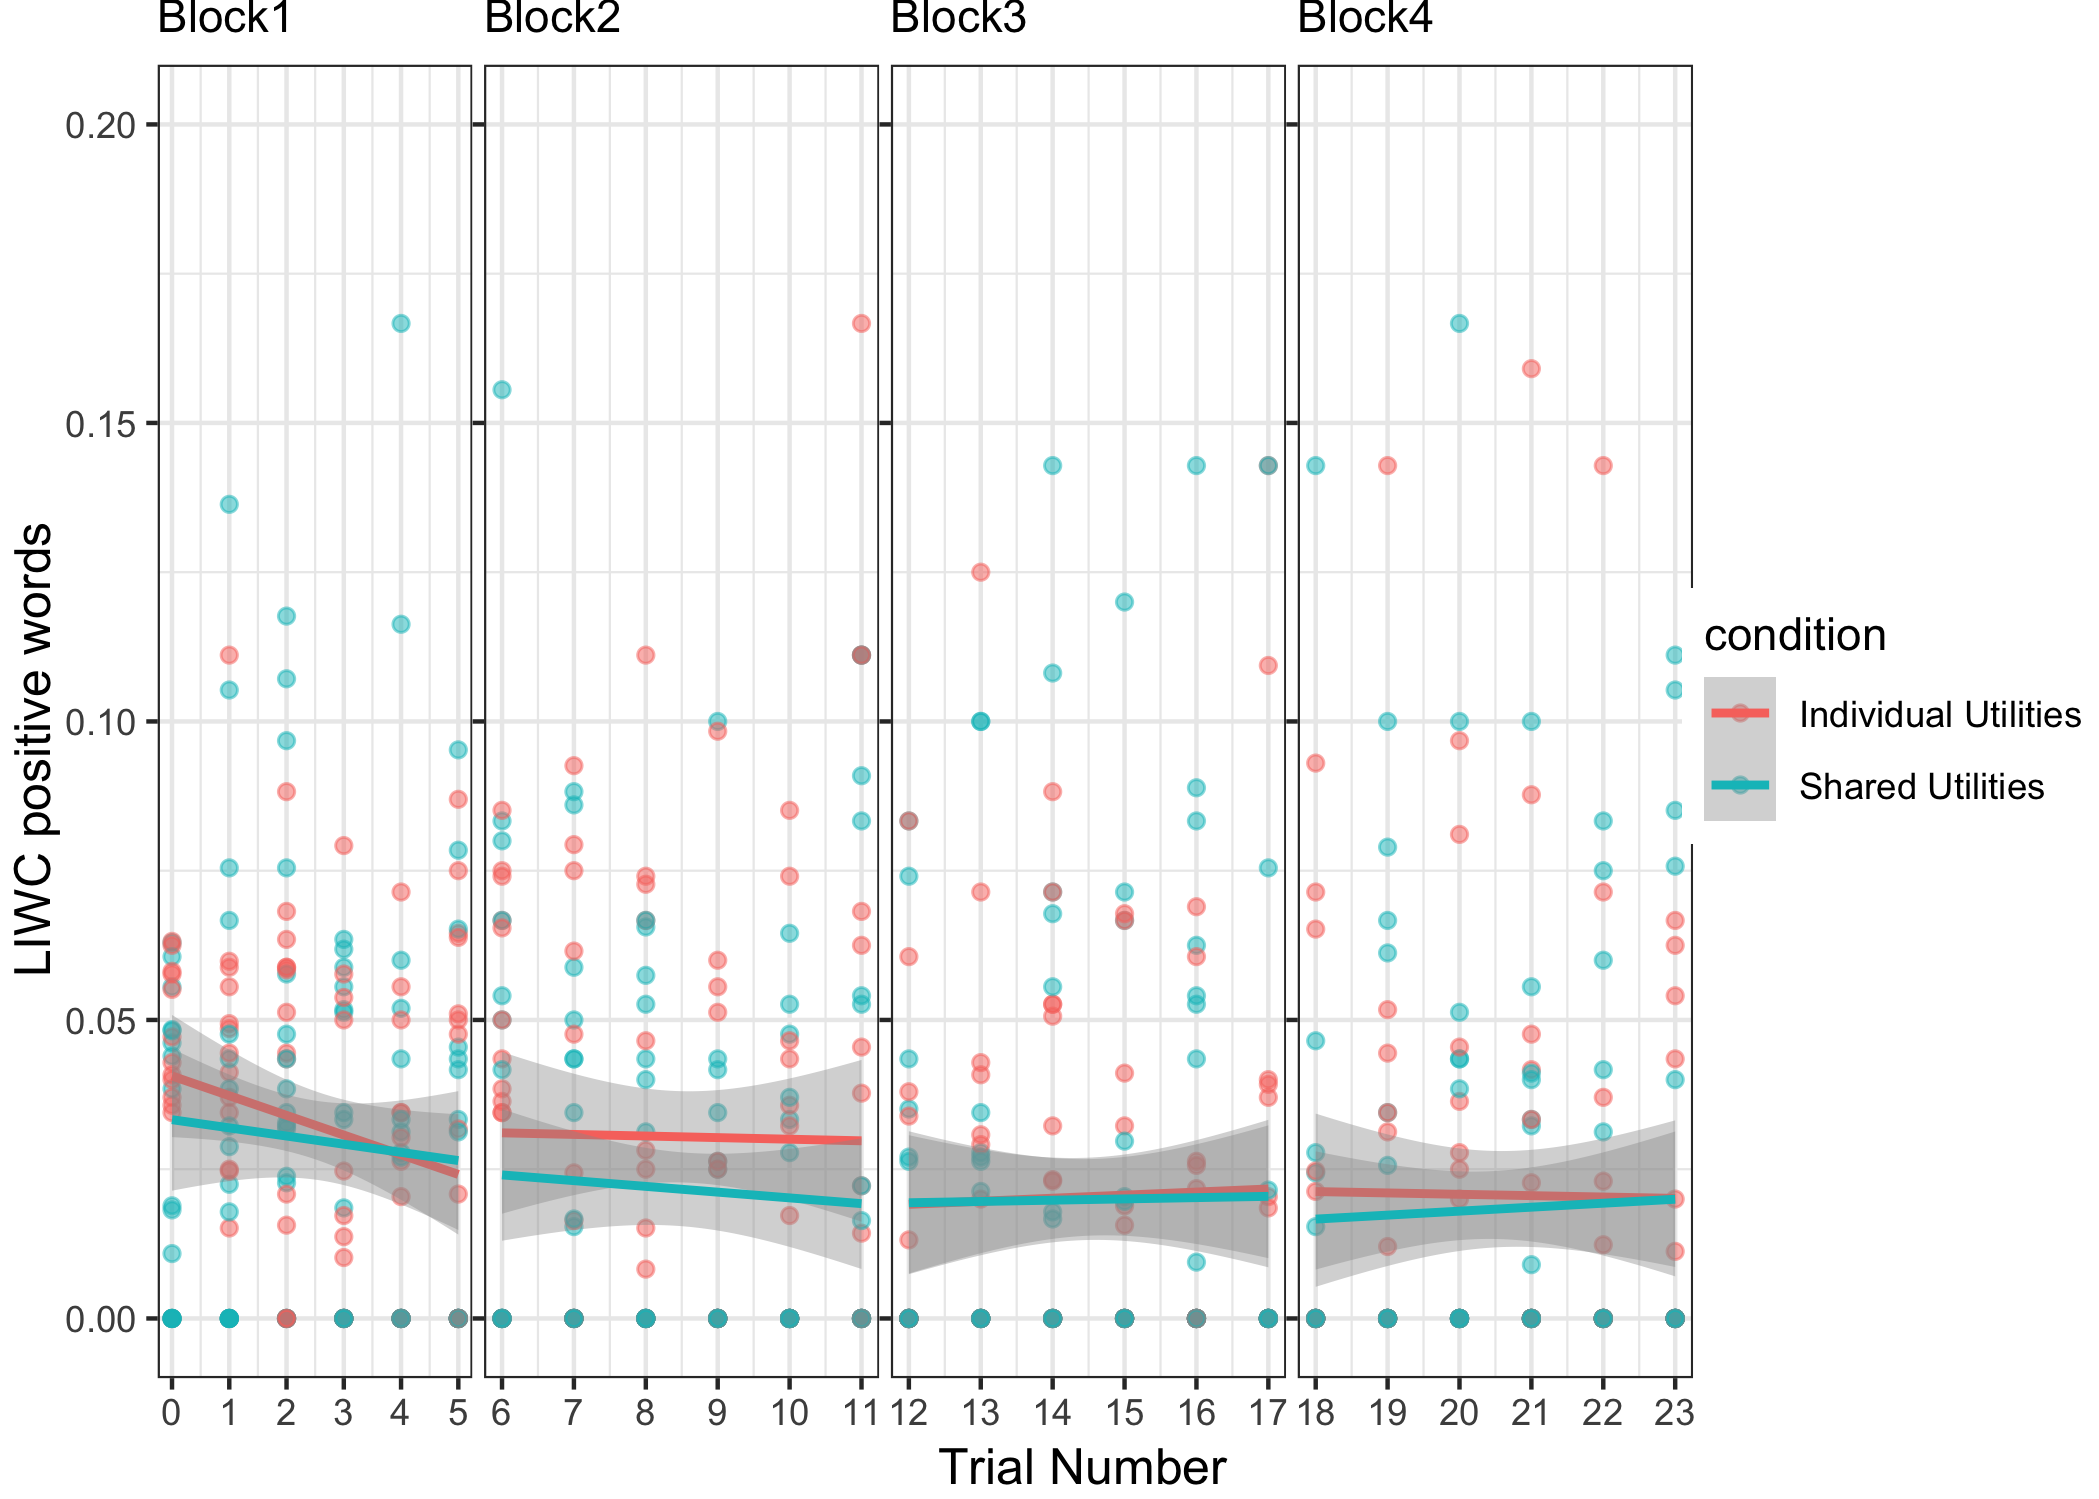 Block1 Block2 Block3 Block4
0.20
0.15
0.10
0.05
0.00
LIWC positive words
0 1 2 3 4 5 6 7 8 9 10 11 12 13 14 15 16 17 18 19 20 21 22 23
Trial Number
condition
Individual Utilities
Shared Utilities